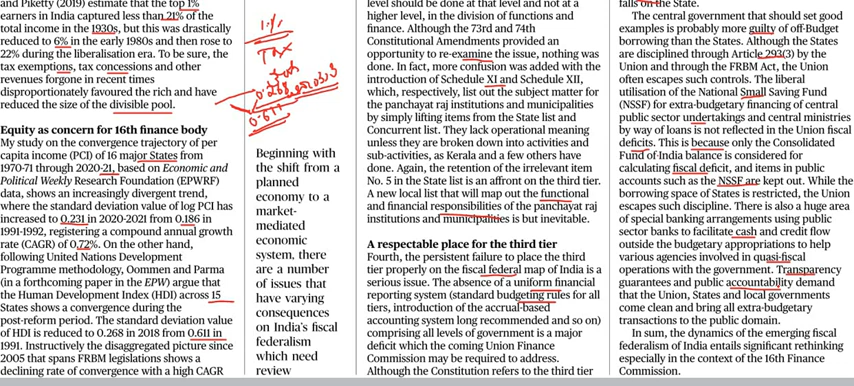 and Piketty (2019) estimate that the top 1%
earners in India captured less than 21% of the
total income in the 1930s, but this was drastically
reduced to 6% in the early 1980s and then rose to
22% during the liberalisation era. To be sure, the
tax exemptions, tax concessions and other
revenues forgone in recent times
disproportionately favoured the rich and have
reduced the size of the divisible pool.
Equity as concern for 16th finance body
My study on the convergence trajectory of per
capita income (PCI) of 16 major States from
1970-71 through 2020-21, based on Economic and
Political Weekly Research Foundation (EPWRF)
data, shows an increasingly divergent trend,
where the standard deviation value of log PCI has
increased to 0.231 in 2020-2021 from 0.186 in
1991-1992, registering a compound annual growth
rate (CAGR) of 0.72%. On the other hand,
following United Nations Development
Programme methodology, Oommen and Parma
(in a forthcoming paper in the EPW) argue that
the Human Development Index (HDI) across 15
States shows a convergence during the
post-reform period. The standard deviation value
of HDI is reduced to 0.268 in 2018 from 0.611 in
1991. Instructively the disaggregated picture since
2005 that spans FRBM legislations shows a
declining rate of convergence with a high CAGR
1.1.
Tax
0.268
0.611
Beginning with
the shift from a
planned
economy to a
market-
mediated
economic
system, there
are a number
of issues that
have varying
consequences
on India's fiscal
federalism
which need
review
level should be done at that level and not at a
higher level, in the division of functions and
finance. Although the 73rd and 74th
Constitutional Amendments provided an
opportunity to re-examine the issue, nothing was
done. In fact, more confusion was added with the
introduction of Schedule XI and Schedule XII,
which, respectively, list out the subject matter for
the panchayat raj institutions and municipalities
by simply lifting items from the State list and
Concurrent list. They lack operational meaning
unless they are broken down into activities and
sub-activities, as Kerala and a few others have
done. Again, the retention of the irrelevant item
No. 5 in the State list is an affront on the third tier.
A new local list that will map out the functional
and financial responsibilities of the panchayat raj
institutions and municipalities is but inevitable.
A respectable place for the third tier
Fourth, the persistent failure to place the third
tier properly on the fiscal federal map of India is a
serious issue. The absence of a uniform financial
reporting system (standard budgeting rules for all
tiers, introduction of the accrual-based
accounting system long recommended and so on)
comprising all levels of government is a major
deficit which the coming Union Finance
Commission may be required to address.
Although the Constitution refers to the third tier
falls on the State.
The central government that should set good
examples is probably more guilty of off-Budget
borrowing than the States. Although the States
are disciplined through Article 293(3) by the
Union and through the FRBM Act, the Union
often escapes such controls. The liberal
utilisation of the National Small Saving Fund
(NSSF) for extra-budgetary financing of central
public sector undertakings and central ministries
by way of loans is not reflected in the Union fiscal
deficits. This is because only the Consolidated
Fund of India balance is considered for
calculating fiscal deficit, and items in public
accounts such as the NSSF are kept out. While the
borrowing space of States is restricted, the Union
escapes such discipline. There is also a huge area
of special banking arrangements using public
sector banks to facilitate cash and credit flow
outside the budgetary appropriations to help
various agencies involved in quasi-fiscal
operations with the government. Transparency
guarantees and public accountability demand
that the Union, States and local governments
come clean and bring all extra-budgetary
transactions to the public domain.
In sum, the dynamics of the emerging fiscal
federalism of India entails significant rethinking
especially in the context of the 16th Finance
Commission.